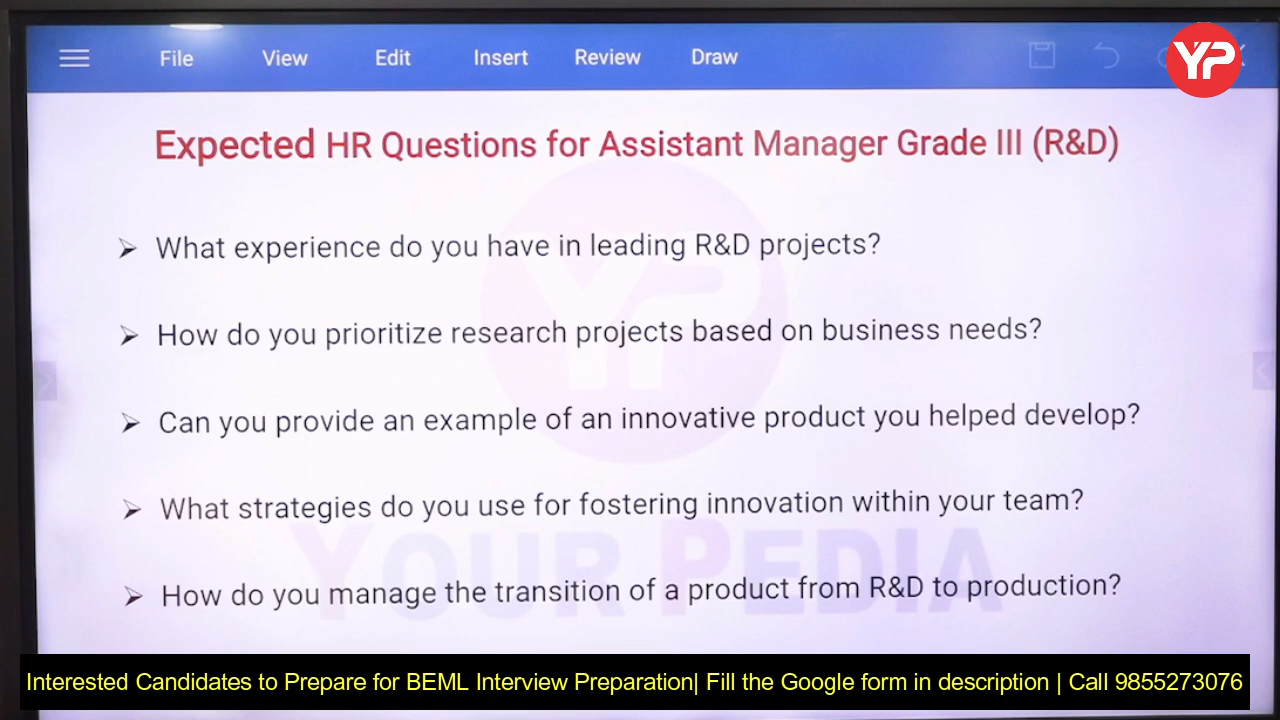 File View Edit Insert Review Draw
YP
Expected HR Questions for Assistant Manager Grade III (R&D)
➢ What experience do you have in leading R&D projects?
➢ How do you prioritize research projects based on business needs?
➢ Can you provide an example of an innovative product you helped develop?
➢ What strategies do you use for fostering innovation within your team?
➢ How do you manage the transition of a product from R&D to production?
YP
YOUR PEDIA
Interested Candidates to Prepare for BEML Interview Preparation| Fill the Google form in description | Call 9855273076